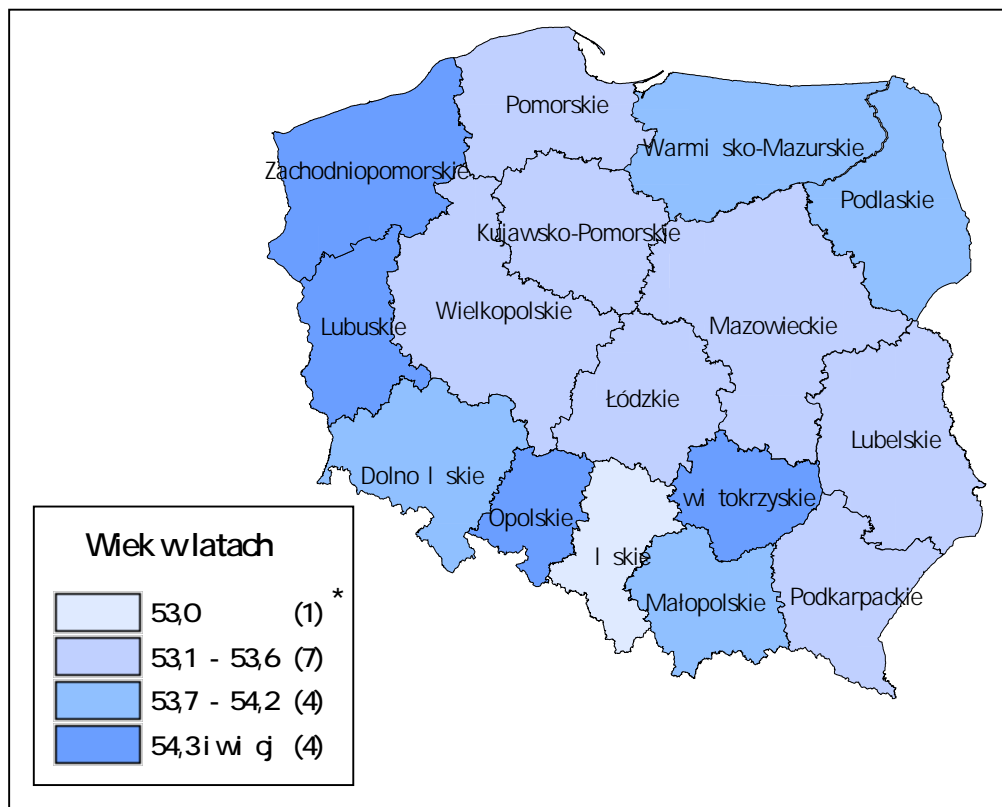 Pomorskie
Warmi sko-Mazurskie
Zachodniopomorskie
Podlaskie
Kujawsko-Pomorskie
Wielkopolskie
Lubuskie
Mazowieckie
Łódzkie
Lubelskie
Dolno l skie
wi tokrzyskie
Opolskie
l skie
Małopolskie
Podkarpackie
Wiek w latach
53,0 (1) *
53,1 - 53,6 (7)
53,7 - 54,2 (4)
54,3 i wi cj (4)